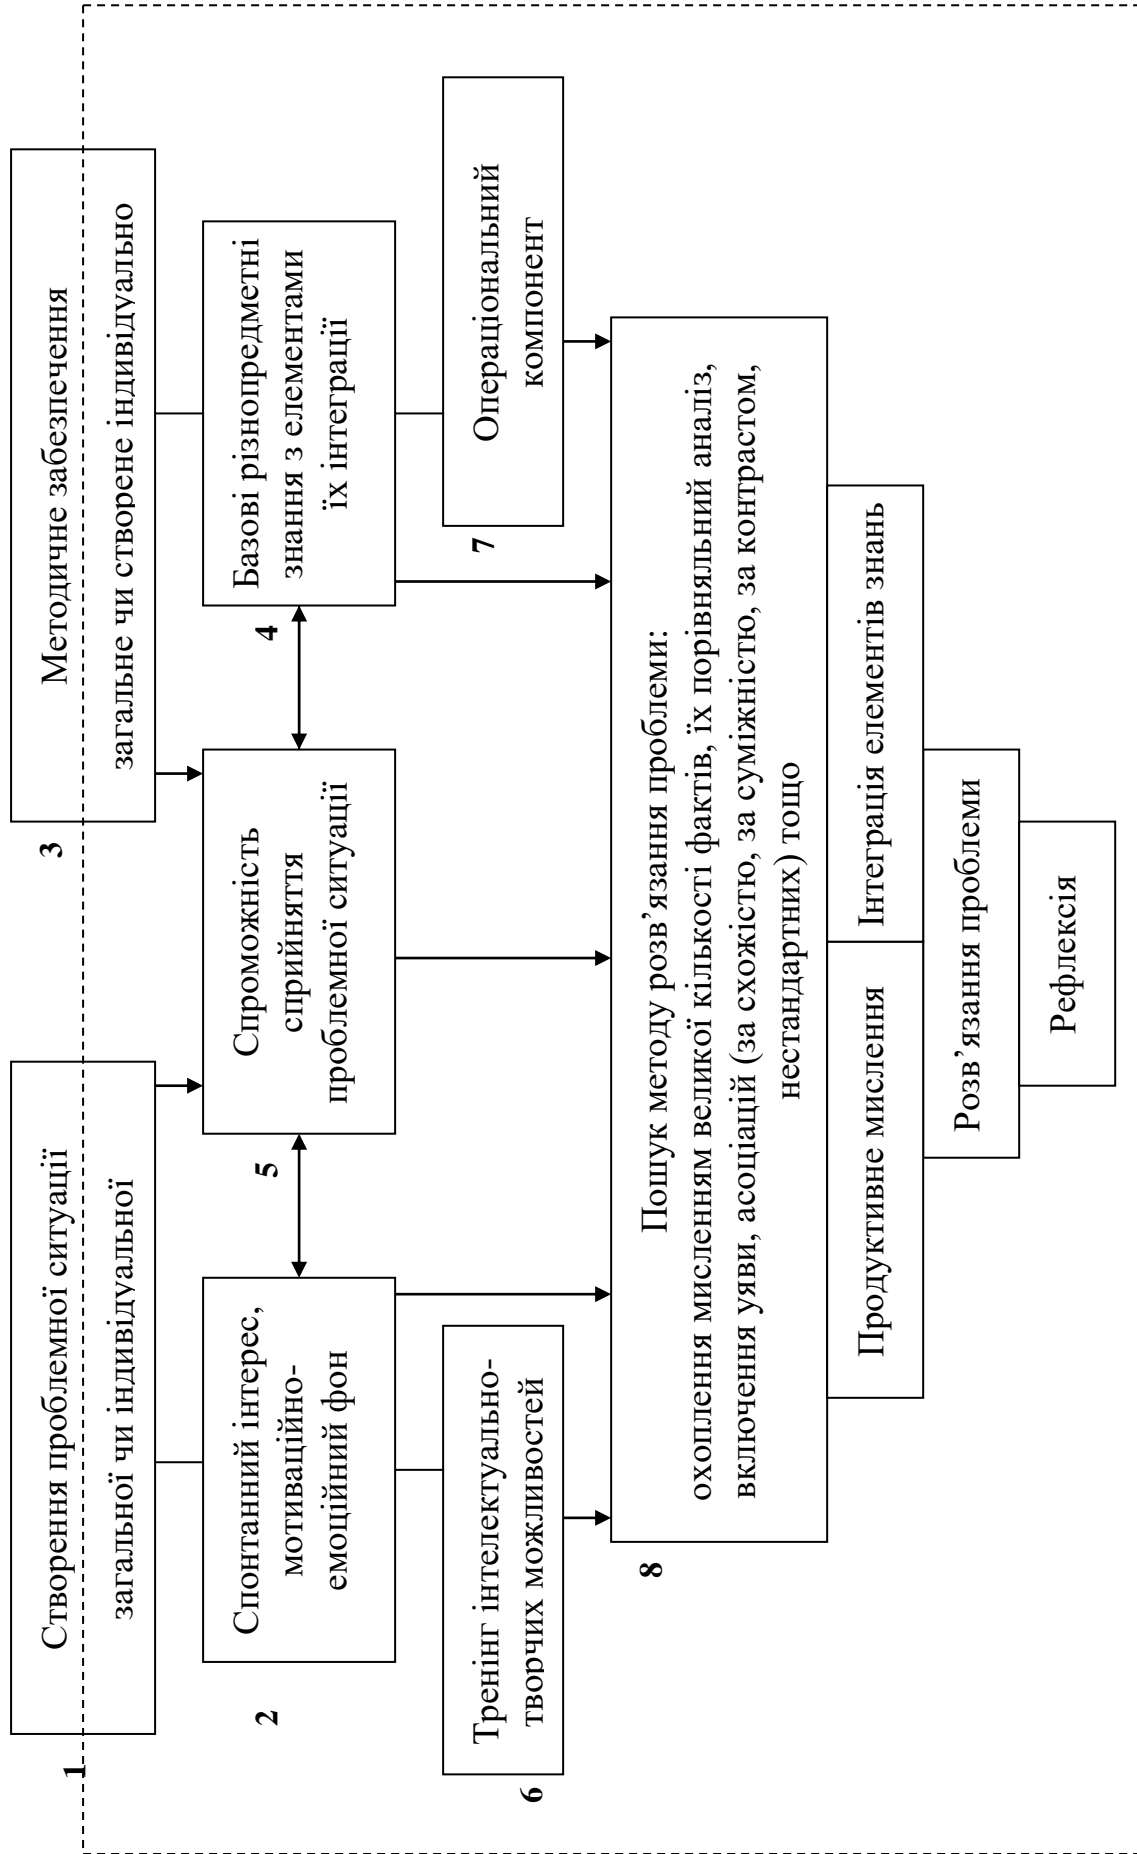 1
Створення проблемної ситуації
загальної чи індивідуальної
3
Методичне забезпечення
загальне чи створене індивідуально
2
Спонтанний інтерес,
мотиваційно-
емоційний фон
5
Спроможність
сприйняття
проблемної ситуації
4
Базові різнопредметні
знання з елементами
їх інтеграції
6
Тренінг інтелектуально-
творчих можливостей
7
Операціональний
компонент
8
Пошук методу розв’язання проблеми:
охоплення мисленням великої кількості фактів, їх порівняльний аналіз,
включення уяви, асоціацій (за схожістю, за суміжністю, за контрастом,
нестандартних) тощо
Продуктивне мислення
Інтеграція елементів знань
Розв’язання проблеми
Рефлексія